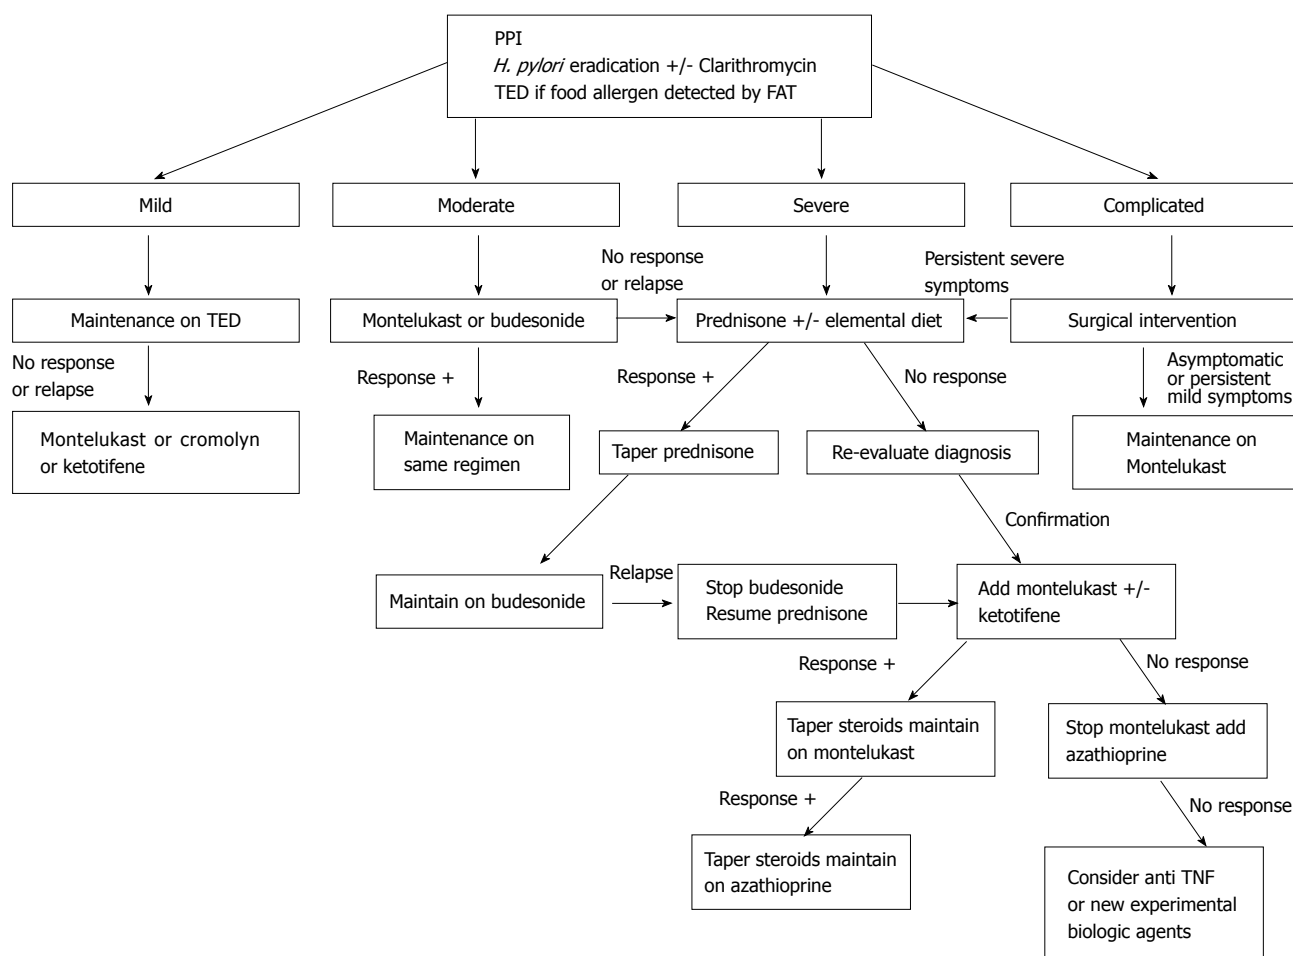 PPI
H. pylori eradication +/- Clarithromycin
TED if food allergen detected by FAT
Mild
Moderate
Severe
Complicated
No response
or relapse
Persistent severe
symptoms
Maintenance on TED
Montelukast or budesonide
Prednisone +/- elemental diet
Surgical intervention
No response
or relapse
Response +
Response +
No response
Asymptomatic
or persistent
mild symptoms
Montelukast or cromolyn
or ketotifene
Maintenance on
same regimen
Taper prednisone
Re-evaluate diagnosis
Maintenance on
Montelukast
Confirmation
Maintain on budesonide
Relapse
Stop budesonide
Resume prednisone
Add montelukast +/-
ketotifene
Response +
No response
Taper steroids maintain
on montelukast
Stop montelukast add
azathioprine
Response +
No response
Taper steroids maintain
on azathioprine
Consider anti TNF
or new experimental
biologic agents